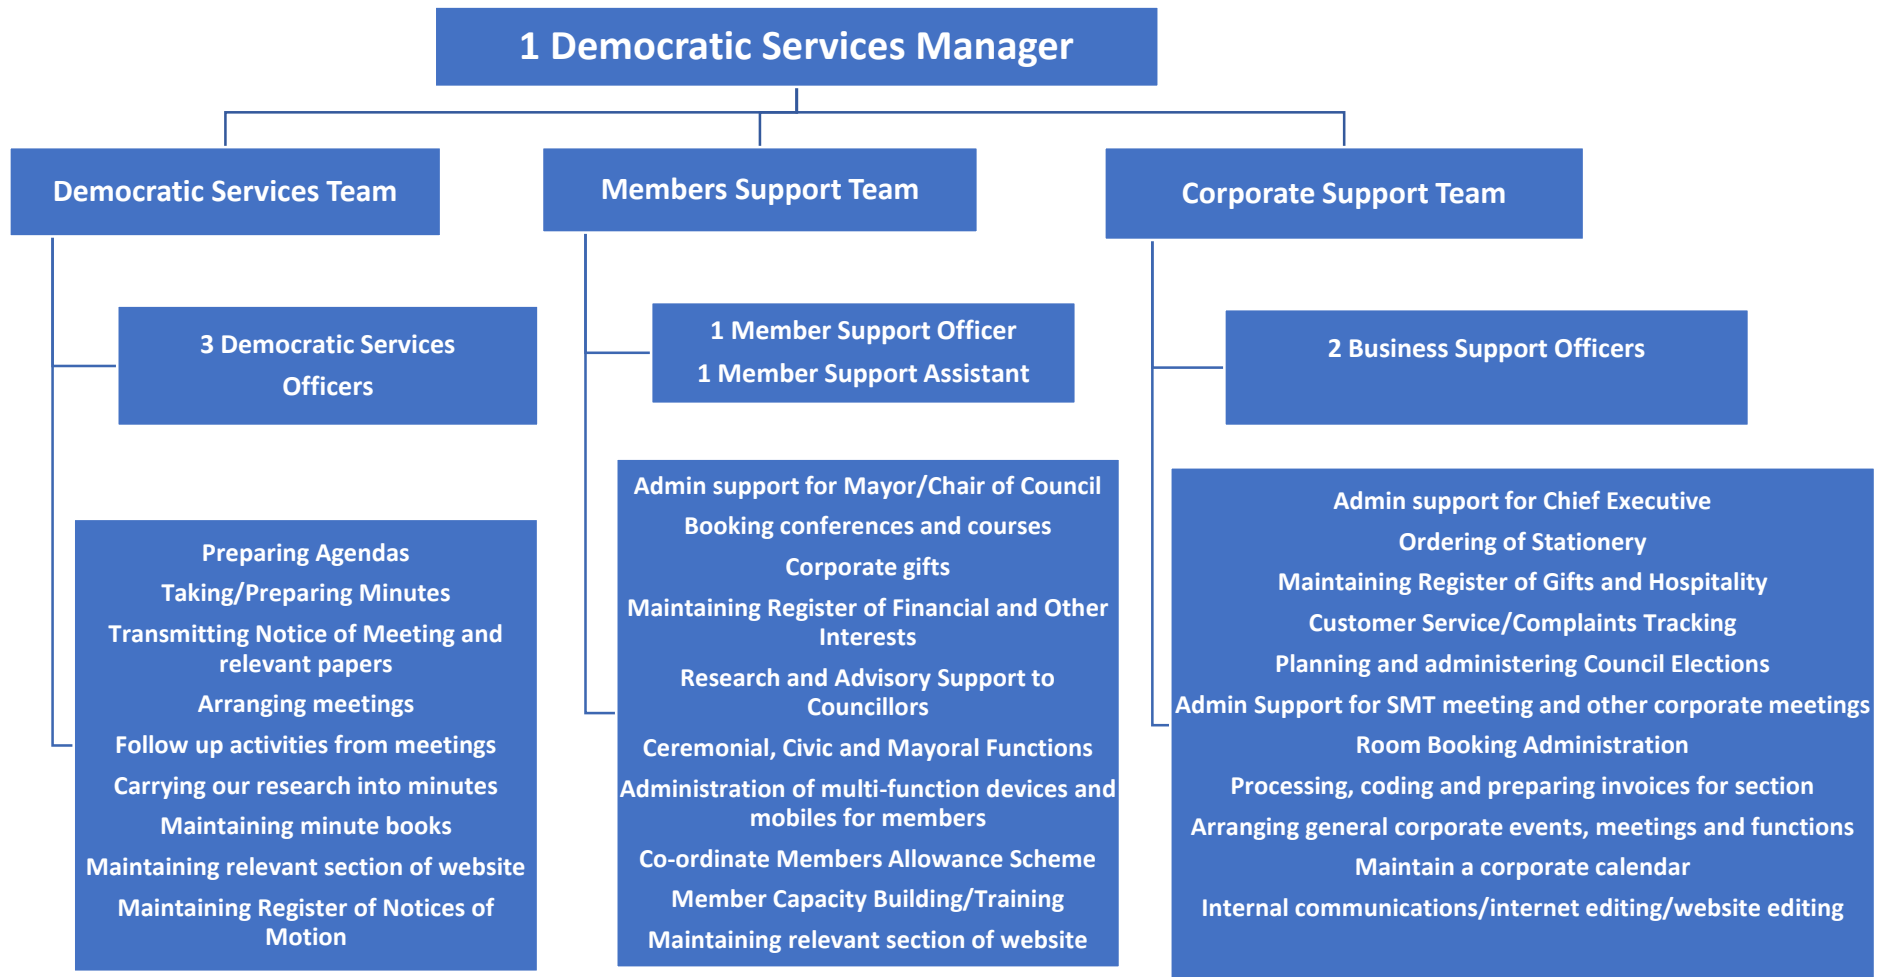 1 Democratic Services Manager
Democratic Services Team
Members Support Team
Corporate Support Team
3 Democratic Services
Officers
1 Member Support Officer
1 Member Support Assistant
2 Business Support Officers
Preparing Agendas
Taking/Preparing Minutes
Transmitting Notice of Meeting and
relevant papers
Arranging meetings
Follow up activities from meetings
Carrying our research into minutes
Maintaining minute books
Maintaining relevant section of website
Maintaining Register of Notices of
Motion
Admin support for Mayor/Chair of Council
Booking conferences and courses
Corporate gifts
Maintaining Register of Financial and Other
Interests
Research and Advisory Support to
Councillors
Ceremonial, Civic and Mayoral Functions
Administration of multi-function devices and
mobiles for members
Co-ordinate Members Allowance Scheme
Member Capacity Building/Training
Maintaining relevant section of website
Admin support for Chief Executive
Ordering of Stationery
Maintaining Register of Gifts and Hospitality
Customer Service/Complaints Tracking
Planning and administering Council Elections
Admin Support for SMT meeting and other corporate meetings
Room Booking Administration
Processing, coding and preparing invoices for section
Arranging general corporate events, meetings and functions
Maintain a corporate calendar
Internal communications/internet editing/website editing